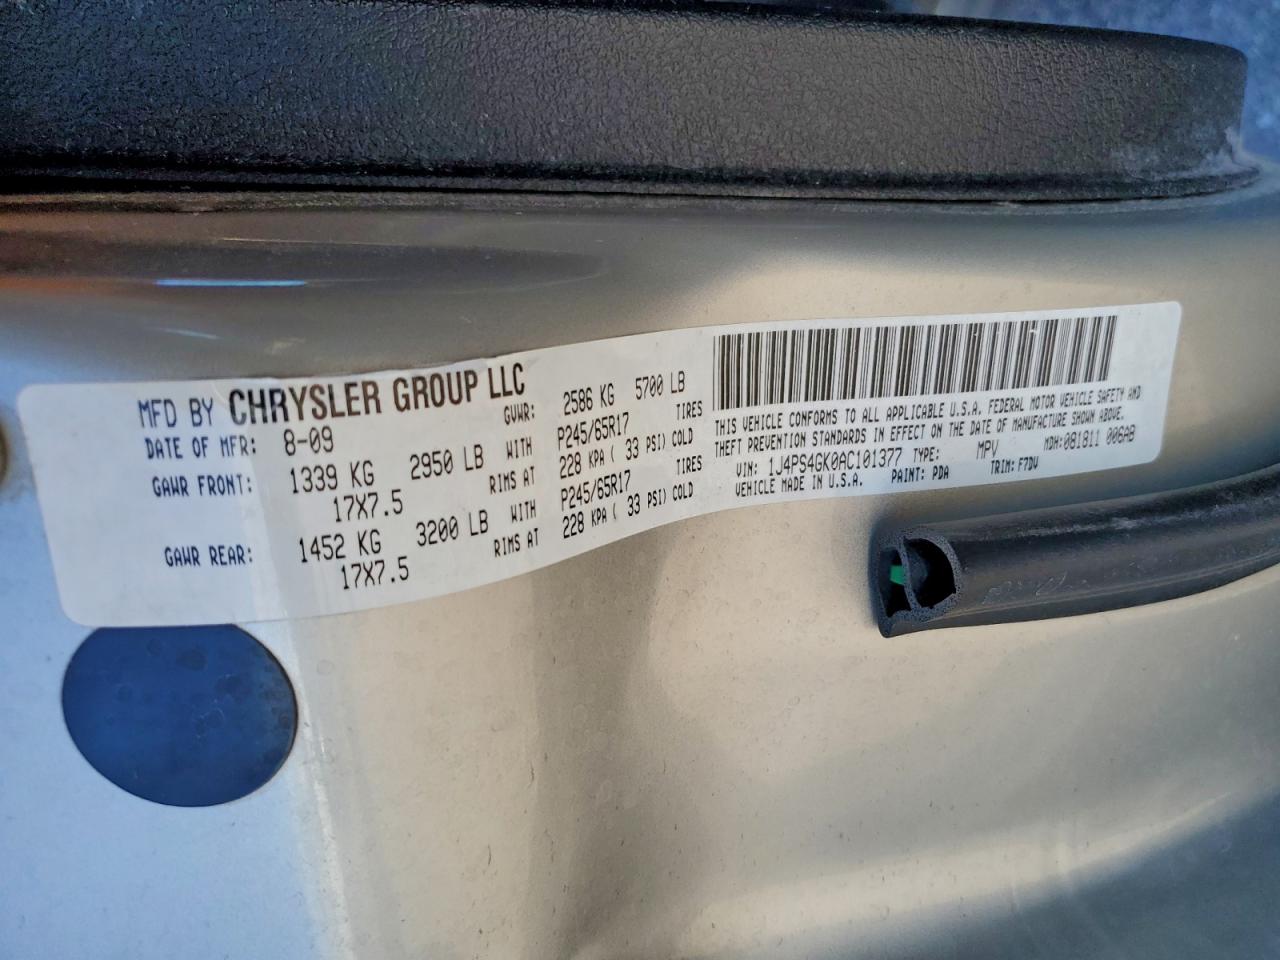 MFD BY CHRYSLER GROUP LLC
DATE OF MFR: 8-09 GVWR: 2586 KG 5700 LB
GAWR FRONT: 1339 KG 2950 LB WITH P245/65R17 TIRES
17X7.5 RIMS AT 228 KPA ( 33 PSI) COLD
GAWR REAR: 1452 KG 3200 LB WITH P245/65R17 TIRES
17X7.5 RIMS AT 228 KPA ( 33 PSI) COLD
THIS VEHICLE CONFORMS TO ALL APPLICABLE U.S.A. FEDERAL MOTOR VEHICLE SAFETY AND
THEFT PREVENTION STANDARDS IN EFFECT ON THE DATE OF MANUFACTURE SHOWN ABOVE.
VIN: 1J4PS4GK0AC101377 TYPE: MPV MDH:081811 006AB
VEHICLE MADE IN U.S.A. PAINT: PDA TRIM: F7DV